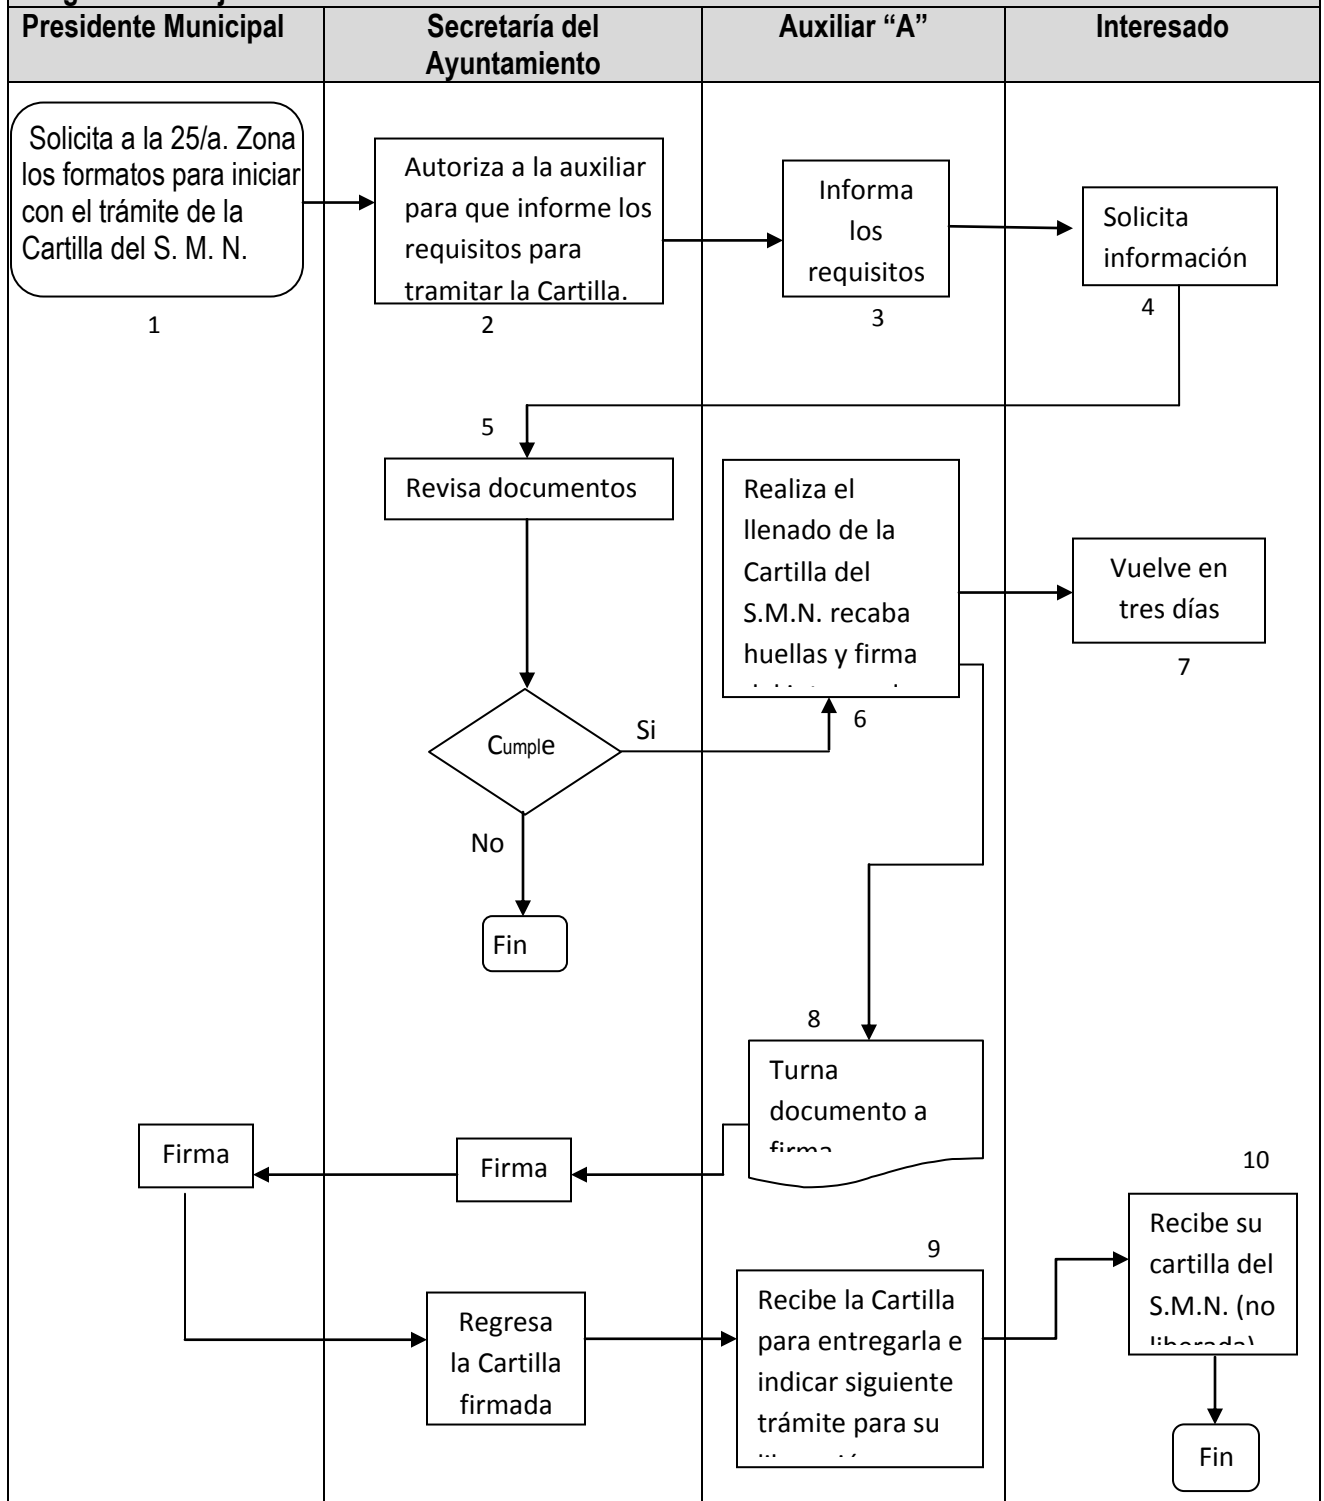 Presidente Municipal
Secretaría del
Ayuntamiento
Auxiliar “A”
Interesado
Solicita a la 25/a. Zona
los formatos para iniciar
con el trámite de la
Cartilla del S. M. N.
1
Autoriza a la auxiliar
para que informe los
requisitos para
tramitar la Cartilla.
2
Informa
los
requisitos
3
Solicita
información
4
5
Revisa documentos
Cumple
Si
No
Fin
Realiza el
llenado de la
Cartilla del
S.M.N. recaba
huellas y firma
6
Vuelve en
tres días
7
8
Turna
documento a
firma
Firma
Firma
Regresa
la Cartilla
firmada
9
Recibe la Cartilla
para entregarla e
indicar siguiente
trámite para su
10
Recibe su
cartilla del
S.M.N. (no
liberada)
Fin